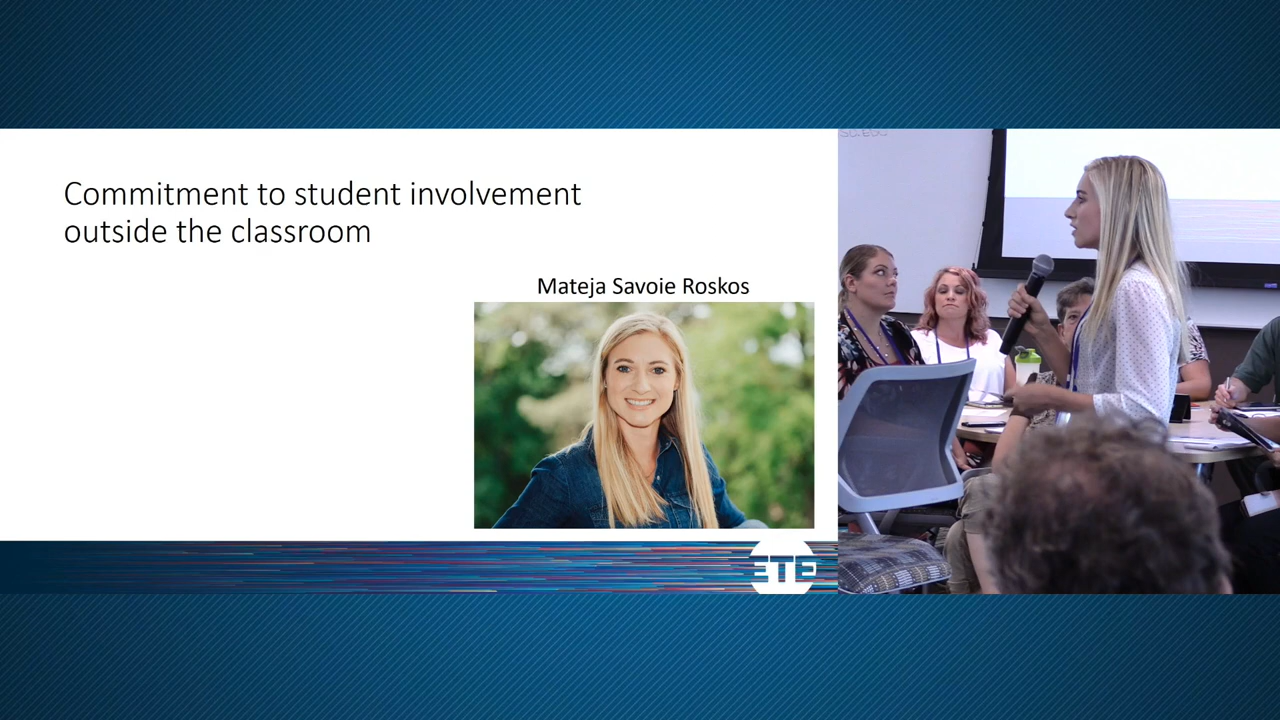 Commitment to student involvement
outside the classroom
Mateja Savoie Roskos
ETE